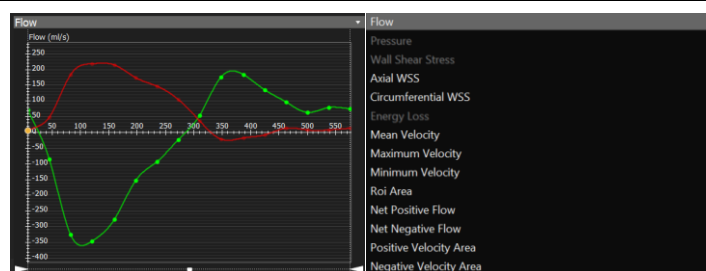 Flow
Flow (ml/s)
250
200
150
100
50
0 50 100 150 200 250 300 350 400 450 500 550
-50
-100
-150
-200
-250
-300
-350
-400
Flow
Pressure
Wall Shear Stress
Axial WSS
Circumferential WSS
Energy Loss
Mean Velocity
Maximum Velocity
Minimum Velocity
Roi Area
Net Positive Flow
Net Negative Flow
Positive Velocity Area
Negative Velocity Area